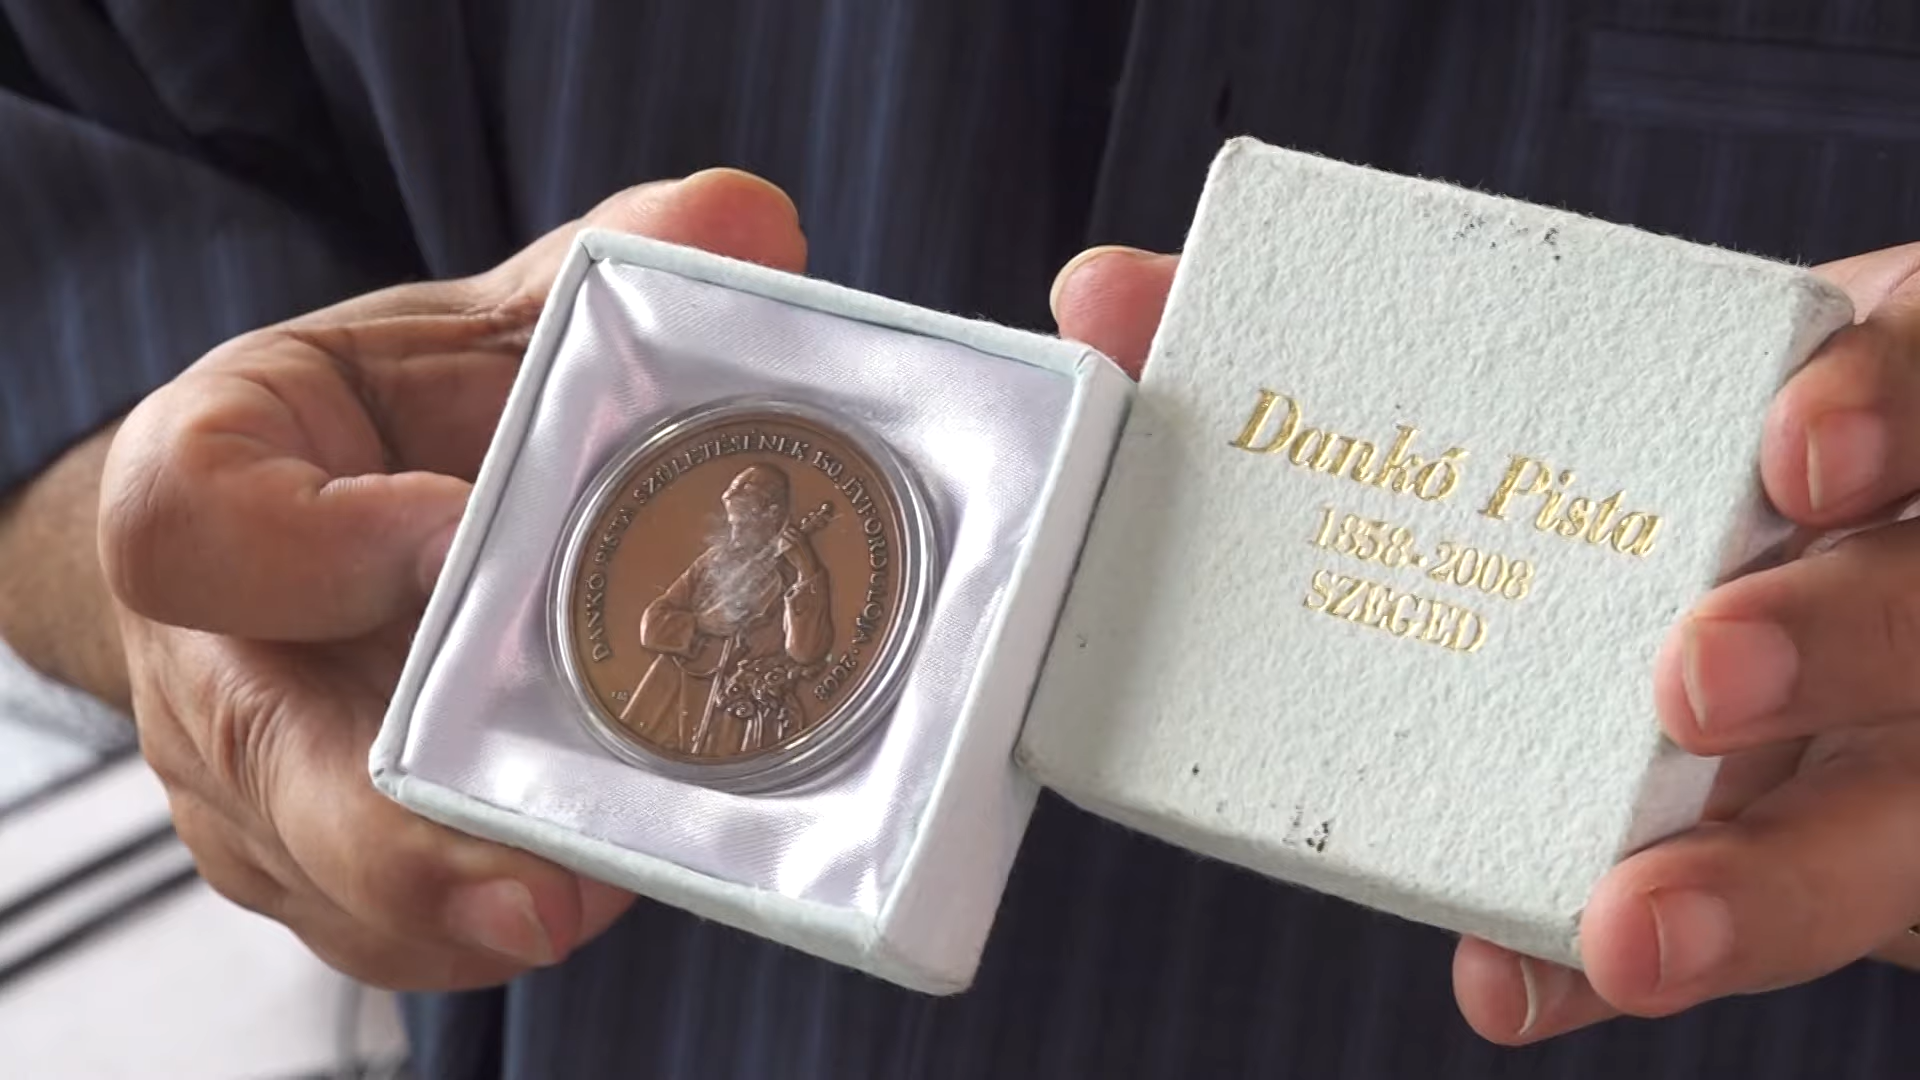 DANKÓ PISTA SZÜLETÉSÉNEK 150. ÉVFORDULÓJA · 2008
Dankó Pista
1858-2008
SZEGED